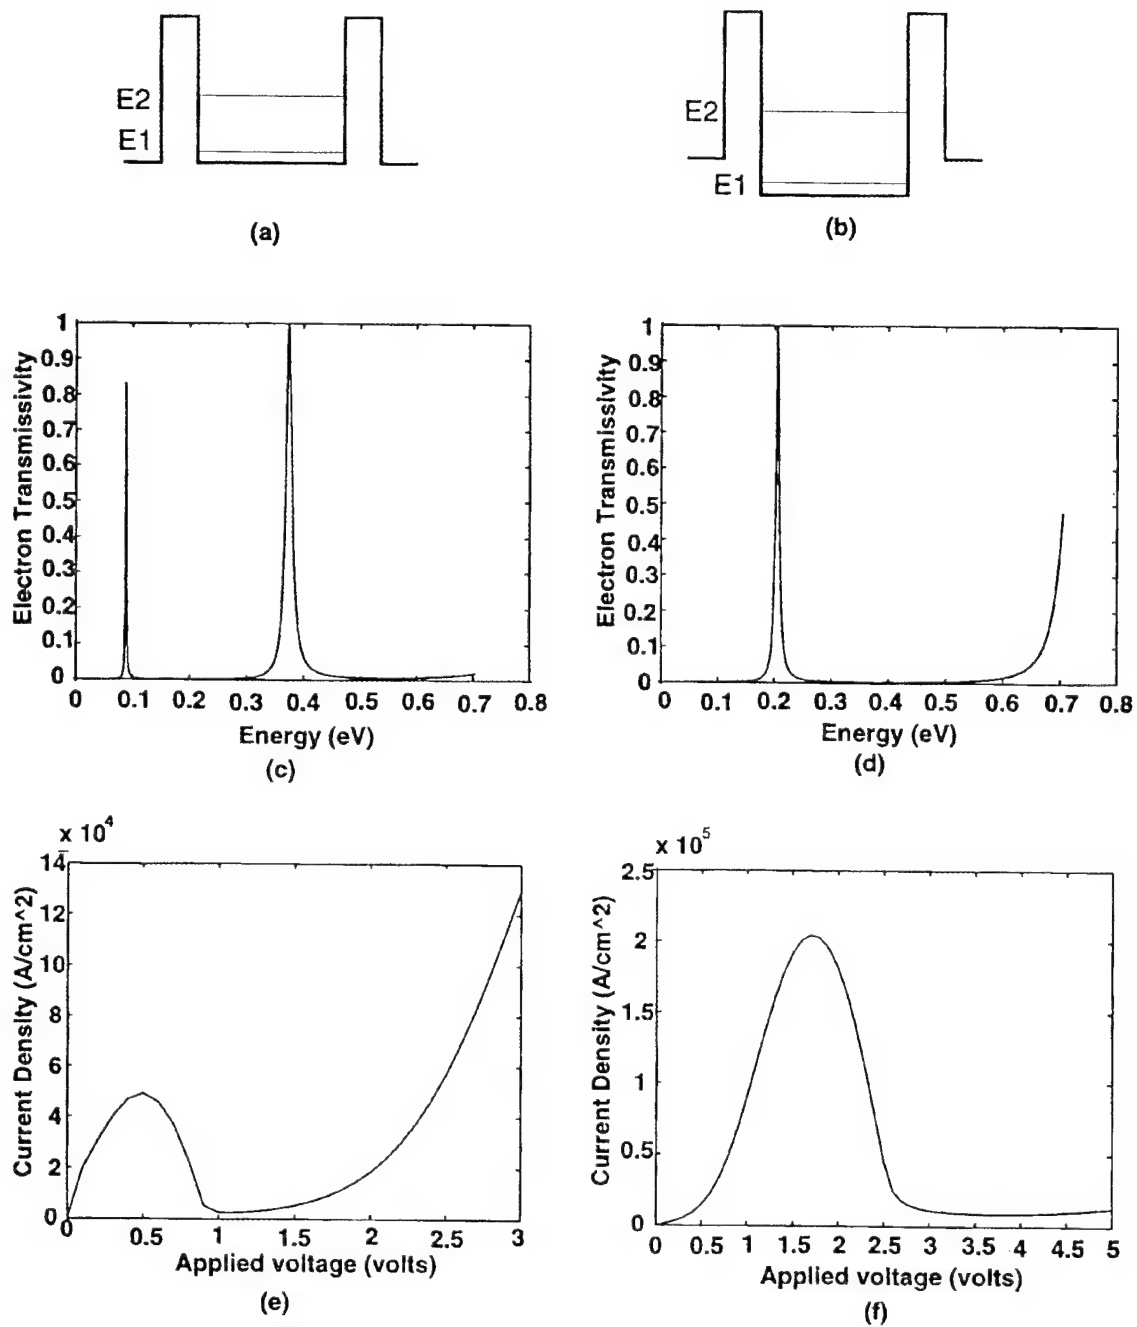 E2
E1
(a)
E2
E1
(b)
1
0.9
0.8
0.7
0.6
0.5
0.4
0.3
0.2
0.1
0
Electron Transmissivity
0 0.1 0.2 0.3 0.4 0.5 0.6 0.7 0.8
Energy (eV)
(c)
1
0.9
0.8
0.7
0.6
0.5
0.4
0.3
0.2
0.1
0
Electron Transmissivity
0 0.1 0.2 0.3 0.4 0.5 0.6 0.7 0.8
Energy (eV)
(d)
x 10^4
14
12
10
8
6
4
2
0
Current Density (A/cm^2)
0 0.5 1 1.5 2 2.5 3
Applied voltage (volts)
(e)
x 10^5
2.5
2
1.5
1
0.5
0
Current Density (A/cm^2)
0 0.5 1 1.5 2 2.5 3 3.5 4 4.5 5
Applied voltage (volts)
(f)